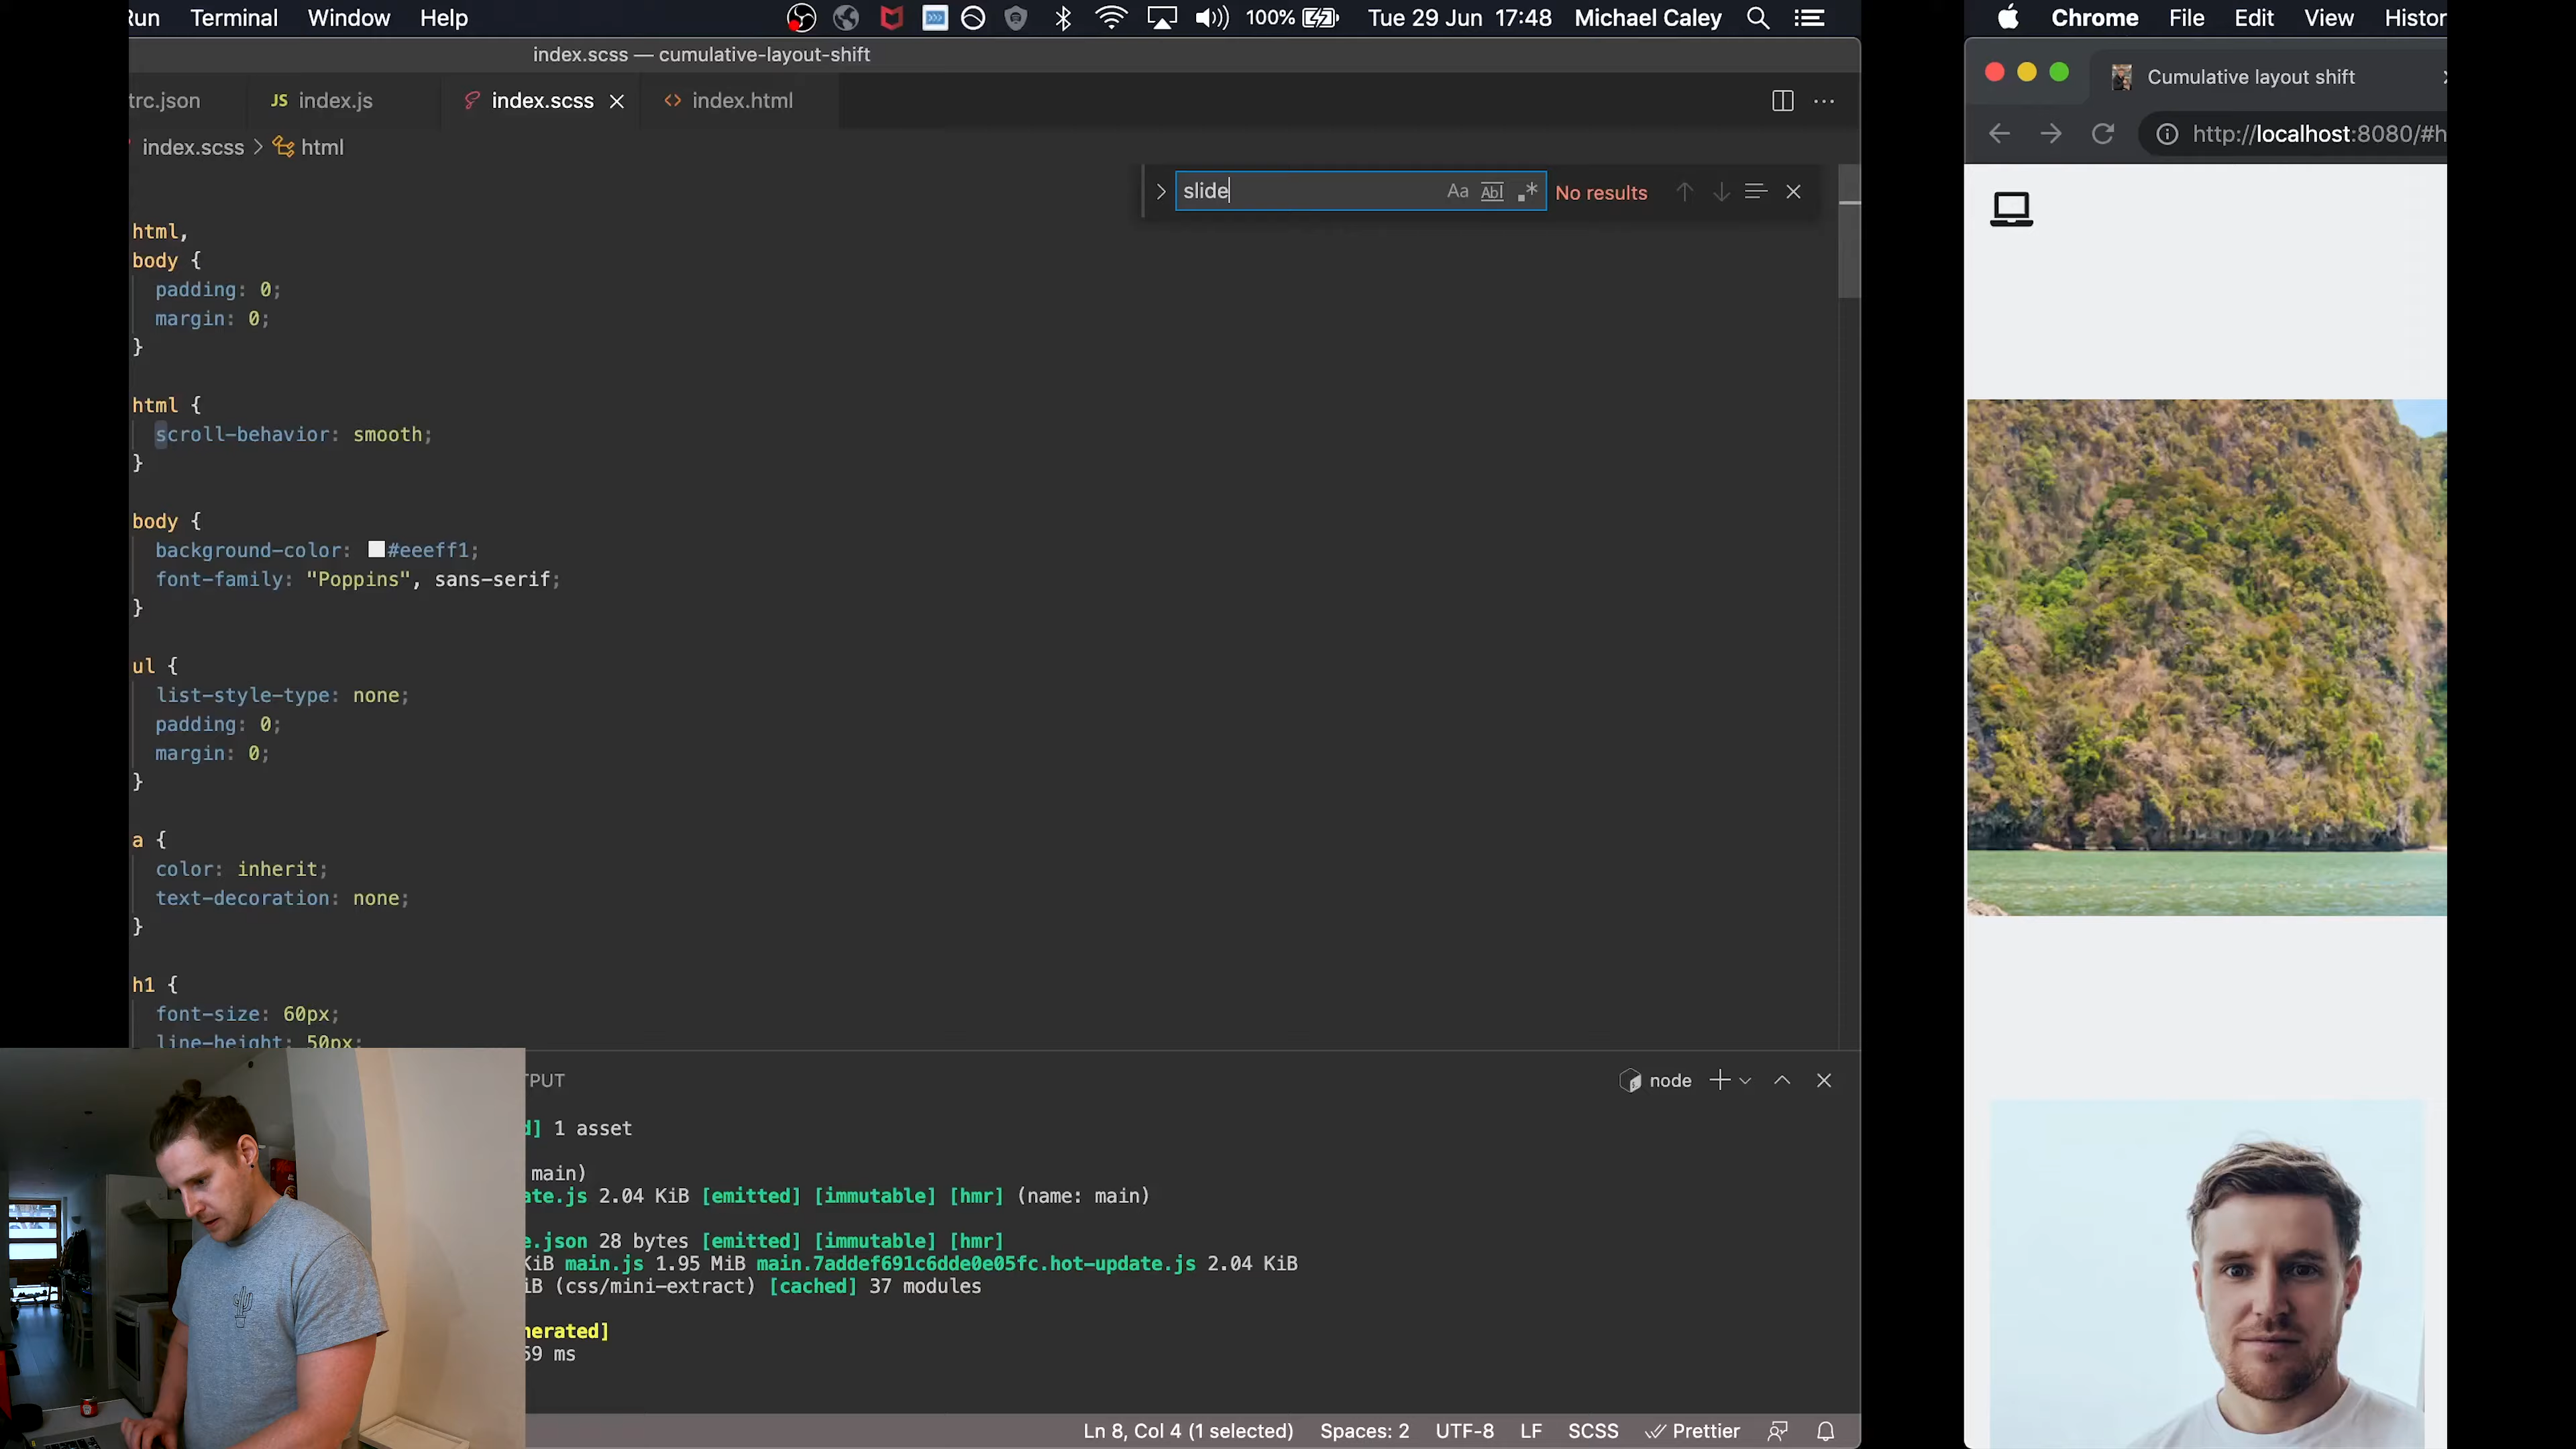 Run Terminal Window Help 100% Tue 29 Jun 17:48 Michael Caley
Chrome File Edit View Histor
index.scss — cumulative-layout-shift
trc.json JS index.js index.scss index.html
Cumulative layout shift
http://localhost:8080/#h
index.scss > html
slide Aa Abl .* No results
html,
body {
padding: 0;
margin: 0;
}
html {
scroll-behavior: smooth;
}
body {
background-color: #eeeff1;
font-family: "Poppins", sans-serif;
}
ul {
list-style-type: none;
padding: 0;
margin: 0;
}
a {
color: inherit;
text-decoration: none;
}
h1 {
font-size: 60px;
line-height: 50px;
TPUT node
d] 1 asset
main)
ate.js 2.04 KiB [emitted] [immutable] [hmr] (name: main)
e.json 28 bytes [emitted] [immutable] [hmr]
KiB main.js 1.95 MiB main.7addef691c6dde0e05fc.hot-update.js 2.04 KiB
iB (css/mini-extract) [cached] 37 modules
nerated]
59 ms
Ln 8, Col 4 (1 selected) Spaces: 2 UTF-8 LF SCSS Prettier